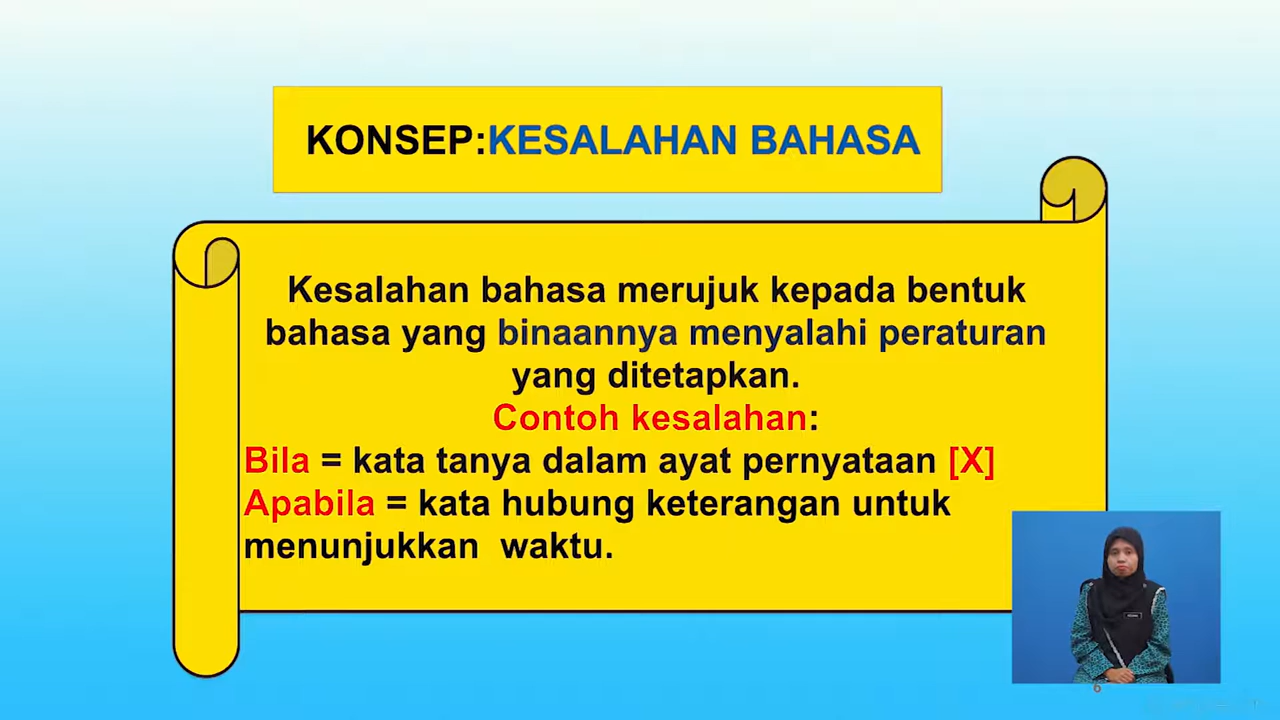 KONSEP:KESALAHAN BAHASA
Kesalahan bahasa merujuk kepada bentuk
bahasa yang binaannya menyalahi peraturan
yang ditetapkan.
Contoh kesalahan:
Bila = kata tanya dalam ayat pernyataan [X]
Apabila = kata hubung keterangan untuk
menunjukkan  waktu.
6